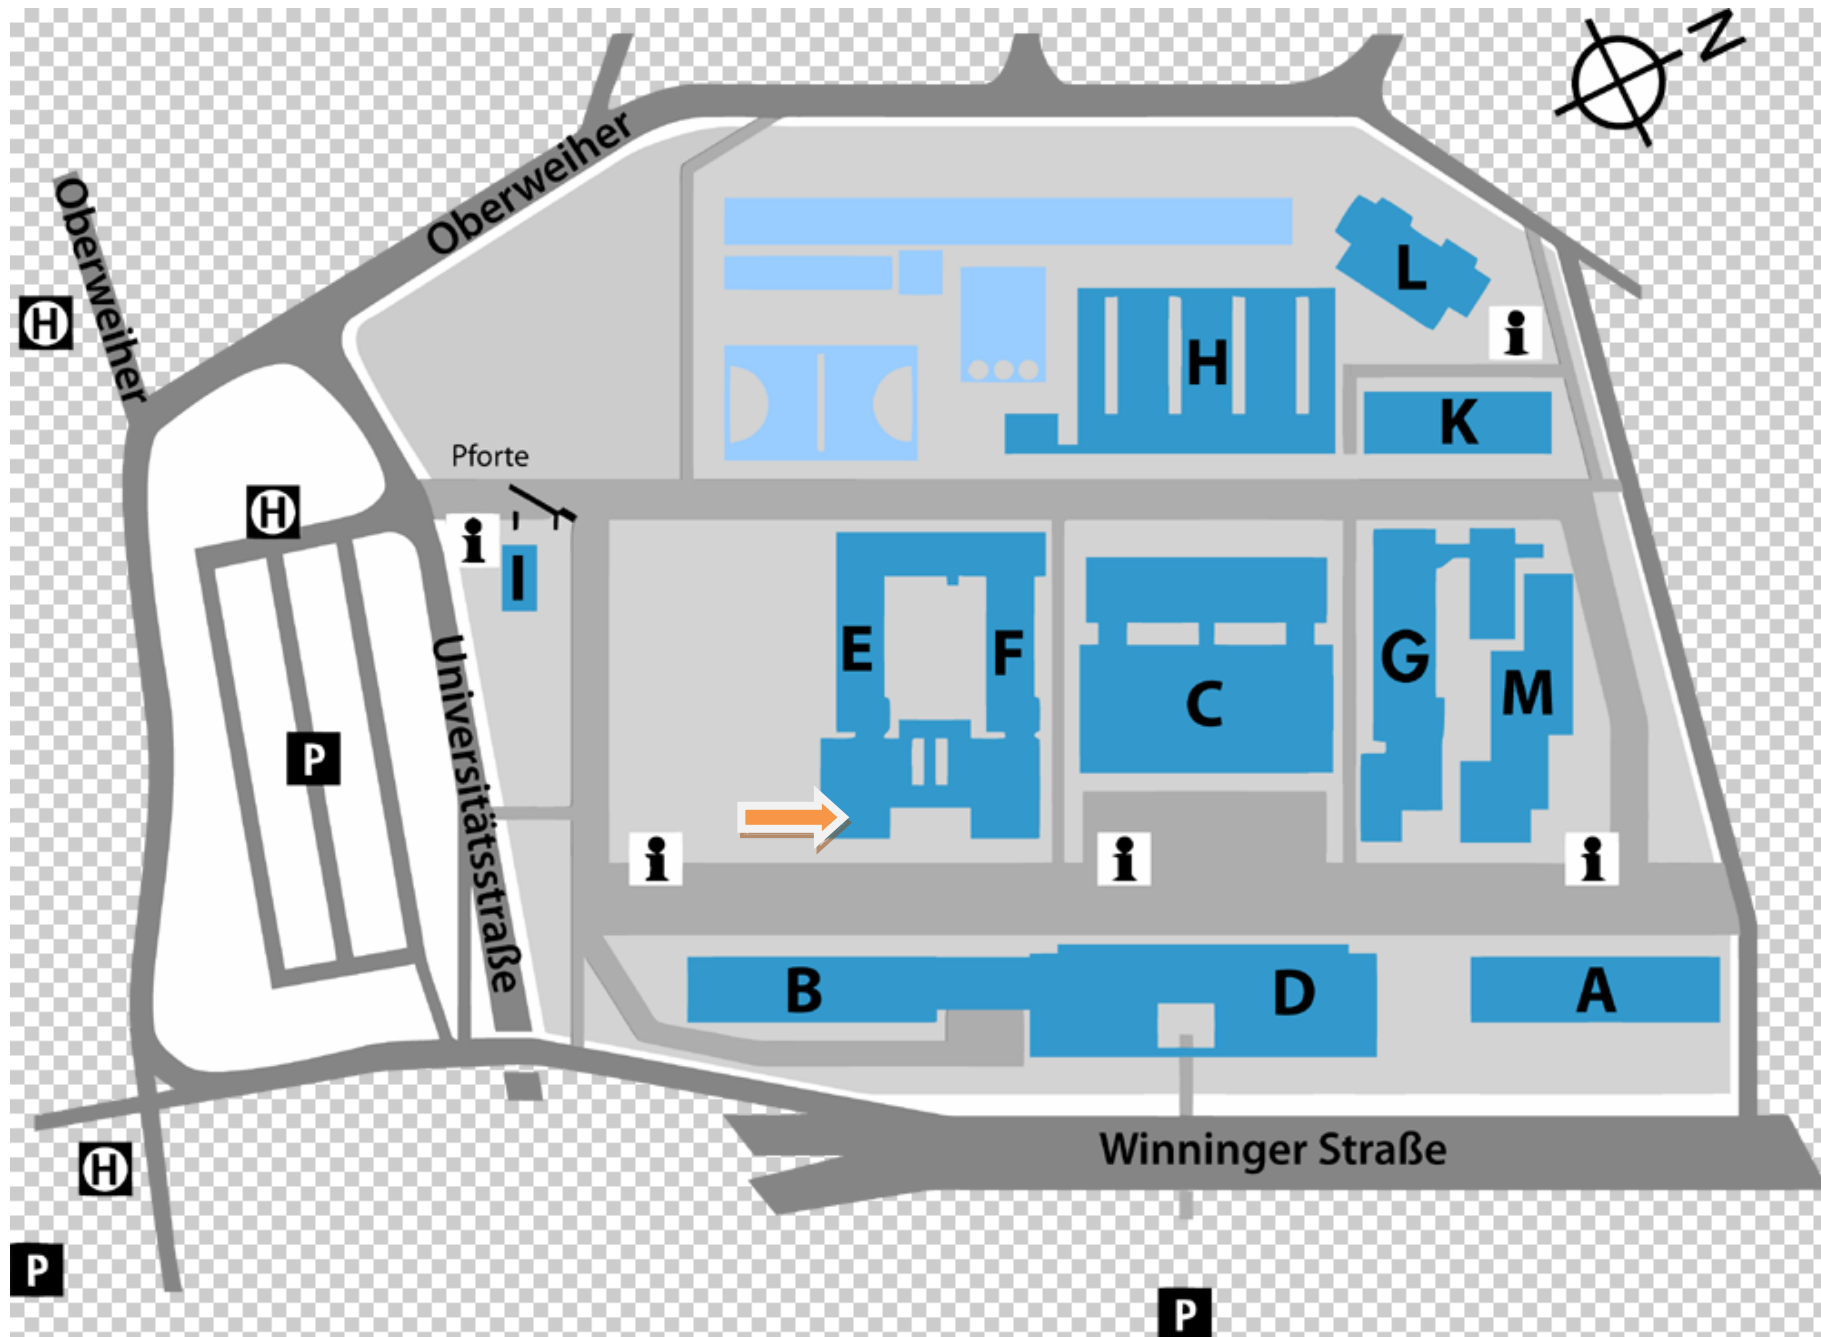 N
Oberweiher
Oberweiher
L
H
H
i
K
Pforte
H
i
I
E
F
C
G
M
Universitätsstraße
P
i
i
i
B
D
A
Winninger Straße
H
P
P